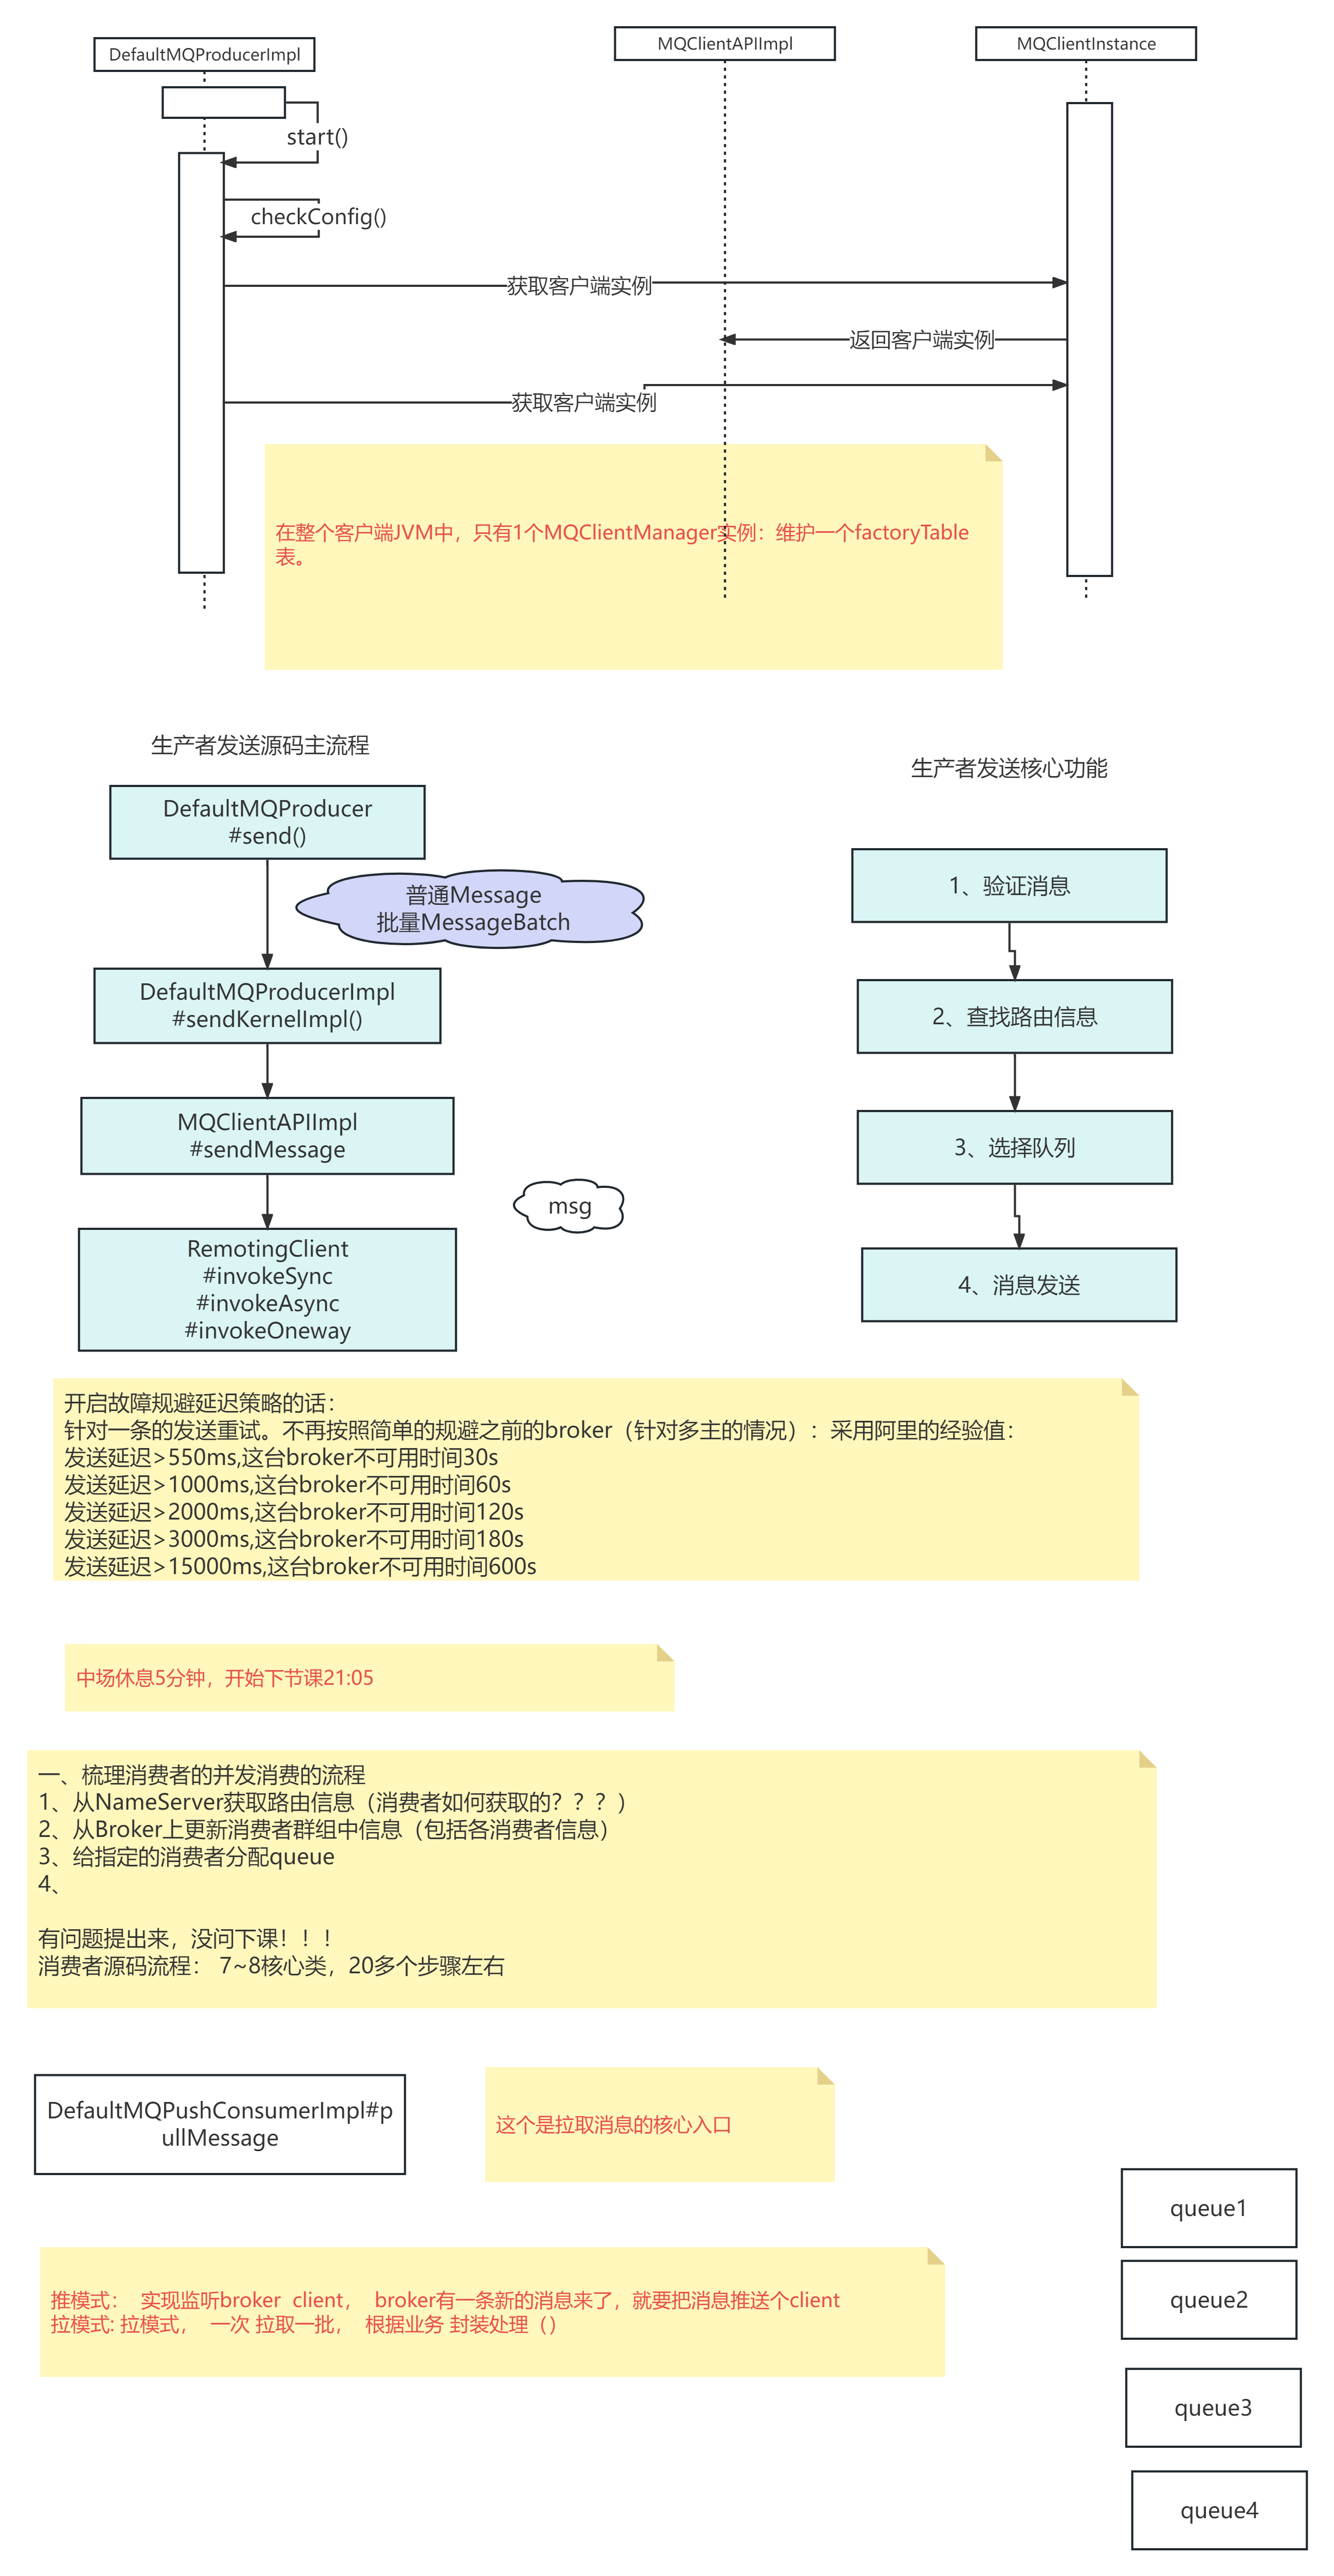 DefaultMQProducerImpl
MQClientAPIImpl
MQClientInstance
start()
checkConfig()
获取客户端实例
返回客户端实例
获取客户端实例
在整个客户端JVM中，只有1个MQClientManager实例：维护一个factoryTable
表。
生产者发送源码主流程
DefaultMQProducer
#send()
普通Message
批量MessageBatch
DefaultMQProducerImpl
#sendKernelImpl()
MQClientAPIImpl
#sendMessage
msg
RemotingClient
#invokeSync
#invokeAsync
#invokeOneway
生产者发送核心功能
1、验证消息
2、查找路由信息
3、选择队列
4、消息发送
开启故障规避延迟策略的话：
针对一条的发送重试。不再按照简单的规避之前的broker（针对多主的情况）：采用阿里的经验值：
发送延迟>550ms,这台broker不可用时间30s
发送延迟>1000ms,这台broker不可用时间60s
发送延迟>2000ms,这台broker不可用时间120s
发送延迟>3000ms,这台broker不可用时间180s
发送延迟>15000ms,这台broker不可用时间600s
中场休息5分钟，开始下节课21:05
一、梳理消费者的并发消费的流程
1、从NameServer获取路由信息（消费者如何获取的？？？）
2、从Broker上更新消费者群组中信息（包括各消费者信息）
3、给指定的消费者分配queue
4、
有问题提出来，没问下课！！！
消费者源码流程： 7~8核心类，20多个步骤左右
DefaultMQPushConsumerImpl#p
ullMessage
这个是拉取消息的核心入口
推模式： 实现监听broker client， broker有一条新的消息来了，就要把消息推送个client
拉模式: 拉模式， 一次 拉取一批， 根据业务 封装处理（）
queue1
queue2
queue3
queue4